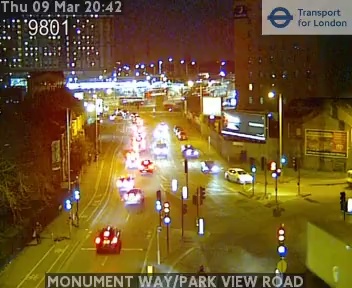 Thu 09 Mar 20:42
9801
Transport
for London
MONUMENT WAY/PARK VIEW ROAD